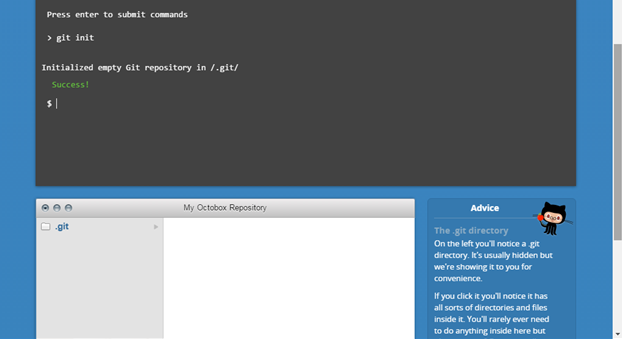 Press enter to submit commands
> git init
Initialized empty Git repository in /.git/
Success!
$
My Octobox Repository
.git
Advice
The .git directory
On the left you'll notice a .git
directory. It's usually hidden but
we're showing it to you for
convenience.
If you click it you'll notice it has
all sorts of directories and files
inside it. You'll rarely ever need
to do anything inside here but